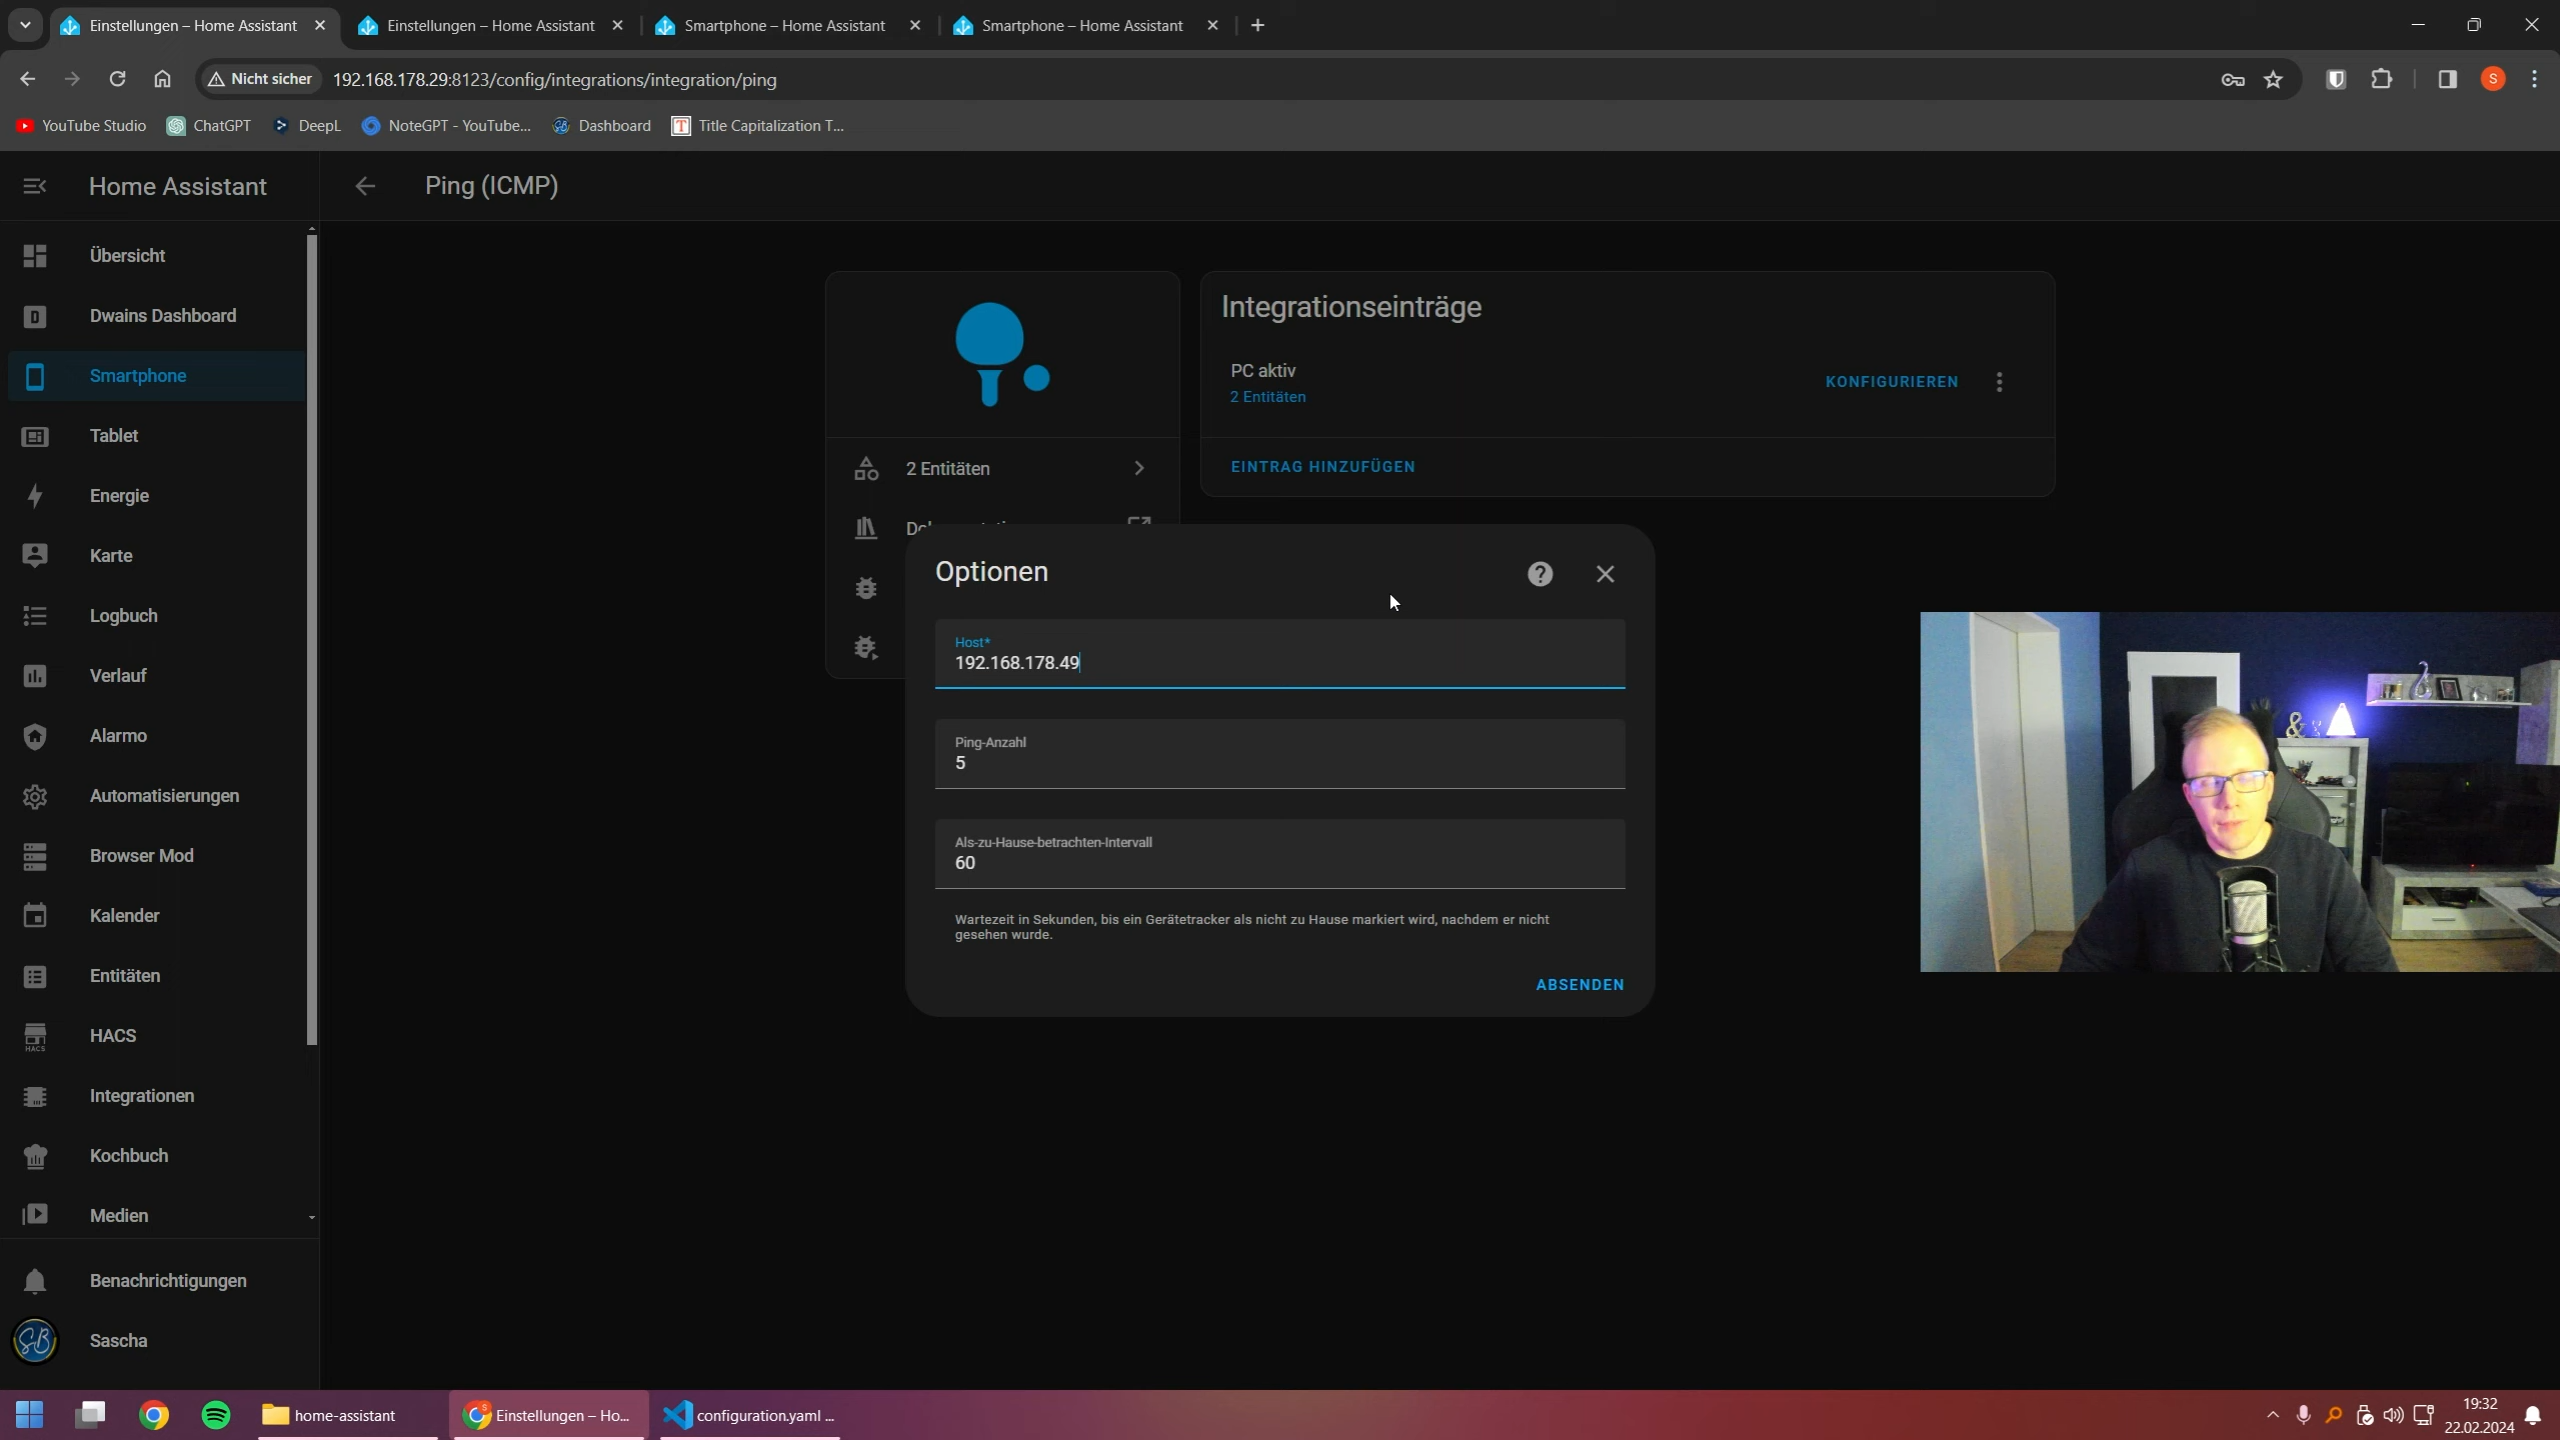 Einstellungen – Home Assistant
Einstellungen – Home Assistant
Smartphone – Home Assistant
Smartphone – Home Assistant
Nicht sicher
192.168.178.29:8123/config/integrations/integration/ping
S
YouTube Studio
ChatGPT
DeepL
NoteGPT - YouTube...
Dashboard
Title Capitalization T...
Home Assistant
Ping (ICMP)
Übersicht
Dwains Dashboard
Smartphone
Tablet
Energie
Karte
Logbuch
Verlauf
Alarmo
Automatisierungen
Browser Mod
Kalender
Entitäten
HACS
HACS
Integrationen
Kochbuch
Medien
Benachrichtigungen
SB
Sascha
2 Entitäten
Integrationseinträge
PC aktiv
2 Entitäten
KONFIGURIEREN
EINTRAG HINZUFÜGEN
Optionen
Host*
192.168.178.49
Ping-Anzahl
5
Als-zu-Hause-betrachten-Intervall
60
Wartezeit in Sekunden, bis ein Gerätetracker als nicht zu Hause markiert wird, nachdem er nicht
gesehen wurde.
ABSENDEN
home-assistant
Einstellungen – Ho...
configuration.yaml ...
19:32
22.02.2024